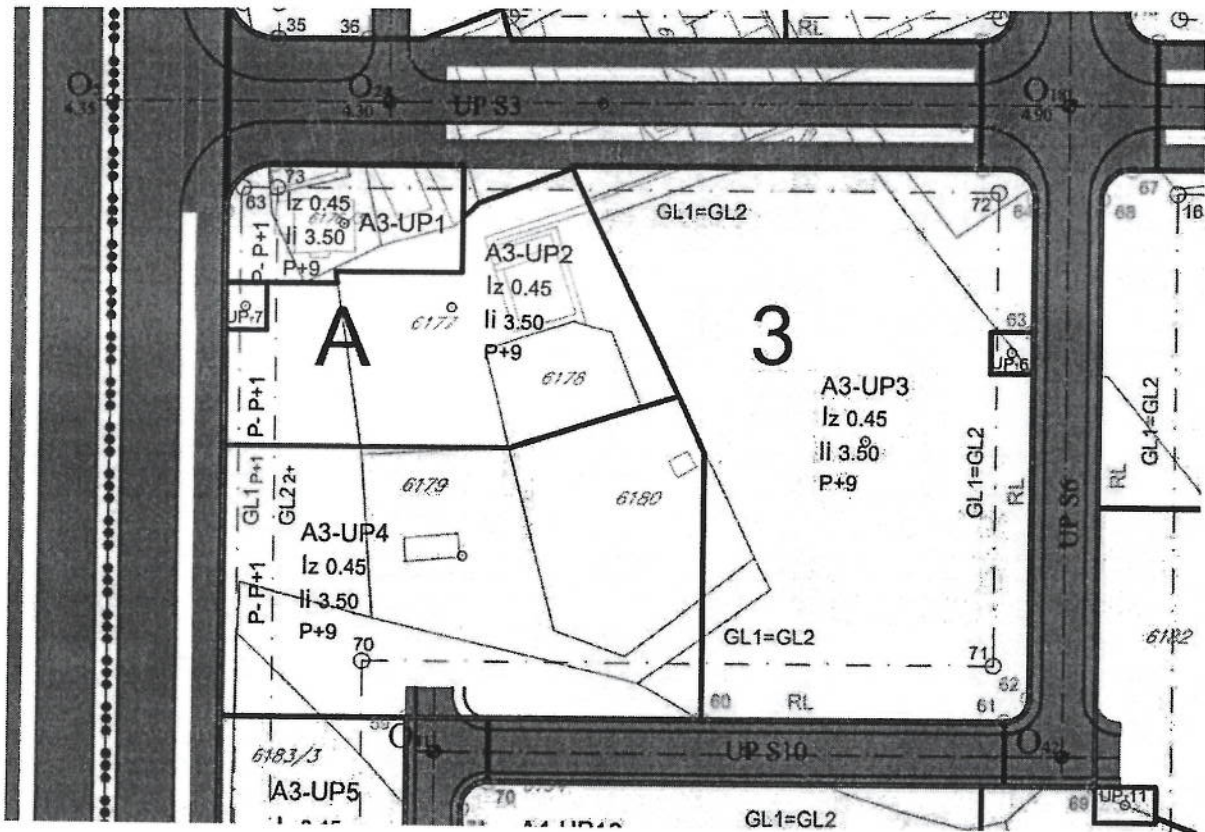 35
36
RL
4.35
4.30
UP S3
4.90
63
73
Iz 0.45
Ii 3.50
P+9
A3-UP1
P- P+1
GL1=GL2
72
64
67
68
16
A3-UP2
Iz 0.45
Ii 3.50
P+9
UP-7
A
6177
6178
3
63
UP-6
A3-UP3
Iz 0.45
Ii 3.50
P+9
P- P+1
GL1=GL2
RL
UP S6
RL
GL1=GL2
GL1 P+1
GL2 2+
6179
6180
A3-UP4
Iz 0.45
Ii 3.50
P+9
P- P+1
70
GL1=GL2
71
6182
62
60
RL
61
59
UP S10
6183/3
A3-UP5
70
69
UP-11
GL1=GL2